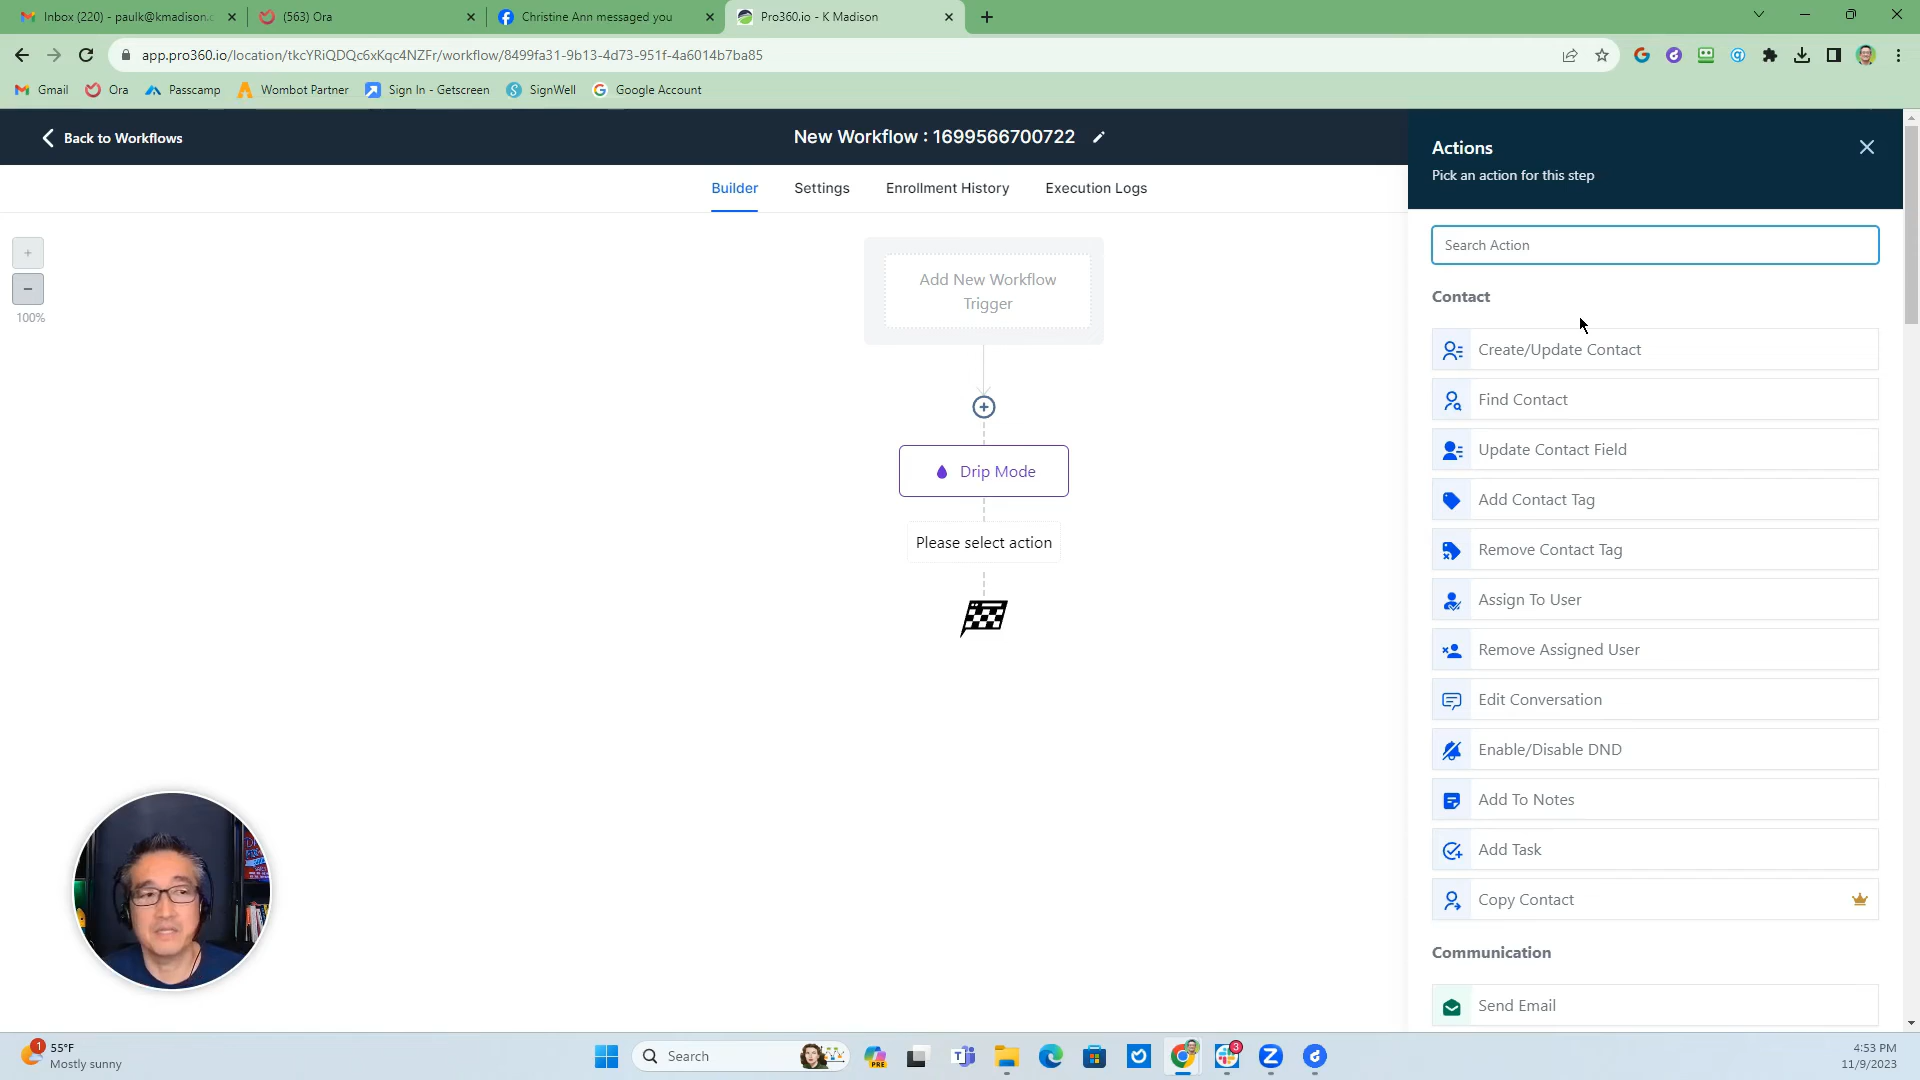 Inbox (220) - paulk@kmadison.c
(563) Ora
Christine Ann messaged you
Pro360.io - K Madison
app.pro360.io/location/tkcYRiQDQc6xKqc4NZFr/workflow/8499fa31-9b13-4d73-951f-4a6014b7ba85
Gmail
Ora
Passcamp
Wombot Partner
Sign In - Getscreen
SignWell
Google Account
Back to Workflows
New Workflow : 1699566700722
Builder
Settings
Enrollment History
Execution Logs
100%
Add New Workflow
Trigger
Drip Mode
Please select action
Actions
Pick an action for this step
Search Action
Contact
Create/Update Contact
Find Contact
Update Contact Field
Add Contact Tag
Remove Contact Tag
Assign To User
Remove Assigned User
Edit Conversation
Enable/Disable DND
Add To Notes
Add Task
Copy Contact
Communication
Send Email
1
55°F
Mostly sunny
Search
PRE
3
4:53 PM
11/9/2023